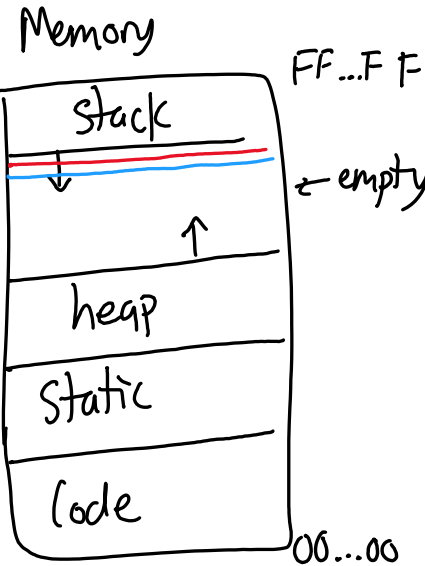 Memory
FF...FF
stack
← empty
↑
heap
Static
Code
00...00